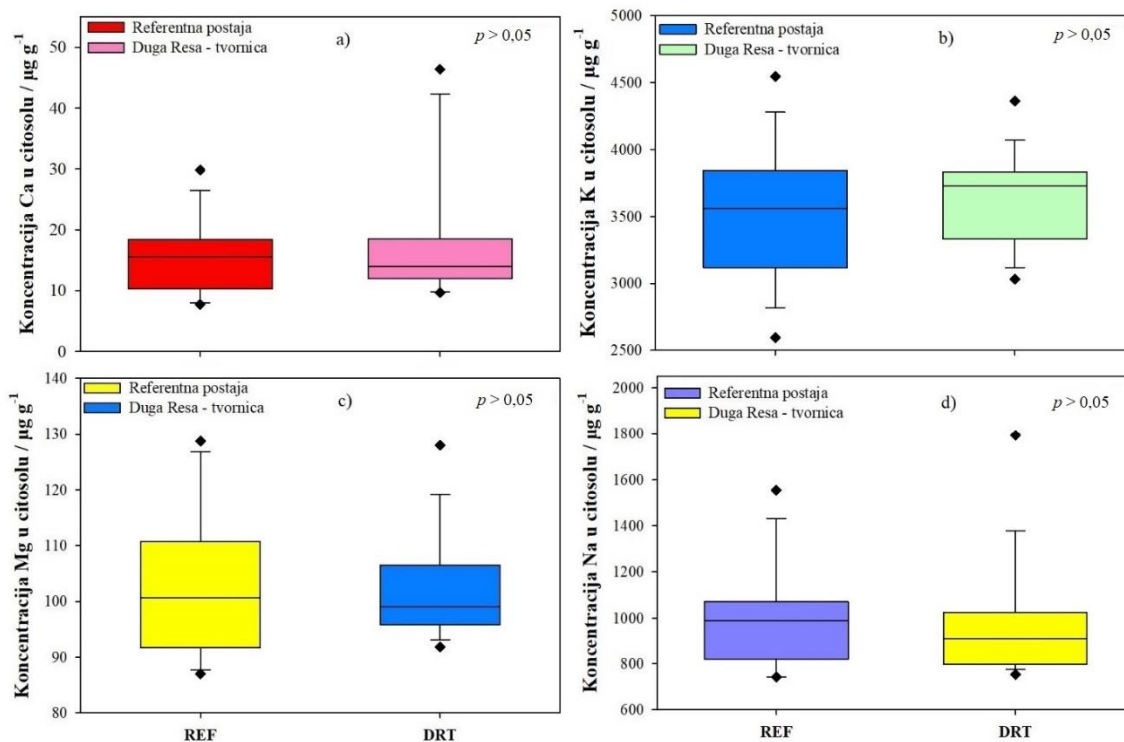 Koncentracija Ca u citosolu / µg g⁻¹
Referentna postaja
Duga Resa - tvornica
a)
p > 0,05
50
40
30
20
10
0
Koncentracija K u citosolu / µg g⁻¹
Referentna postaja
Duga Resa - tvornica
b)
p > 0,05
5000
4500
4000
3500
3000
2500
Koncentracija Mg u citosolu / µg g⁻¹
Referentna postaja
Duga Resa - tvornica
c)
p > 0,05
140
130
120
110
100
90
80
REF
DRT
Koncentracija Na u citosolu / µg g⁻¹
Referentna postaja
Duga Resa - tvornica
d)
p > 0,05
2000
1800
1600
1400
1200
1000
800
600
REF
DRT